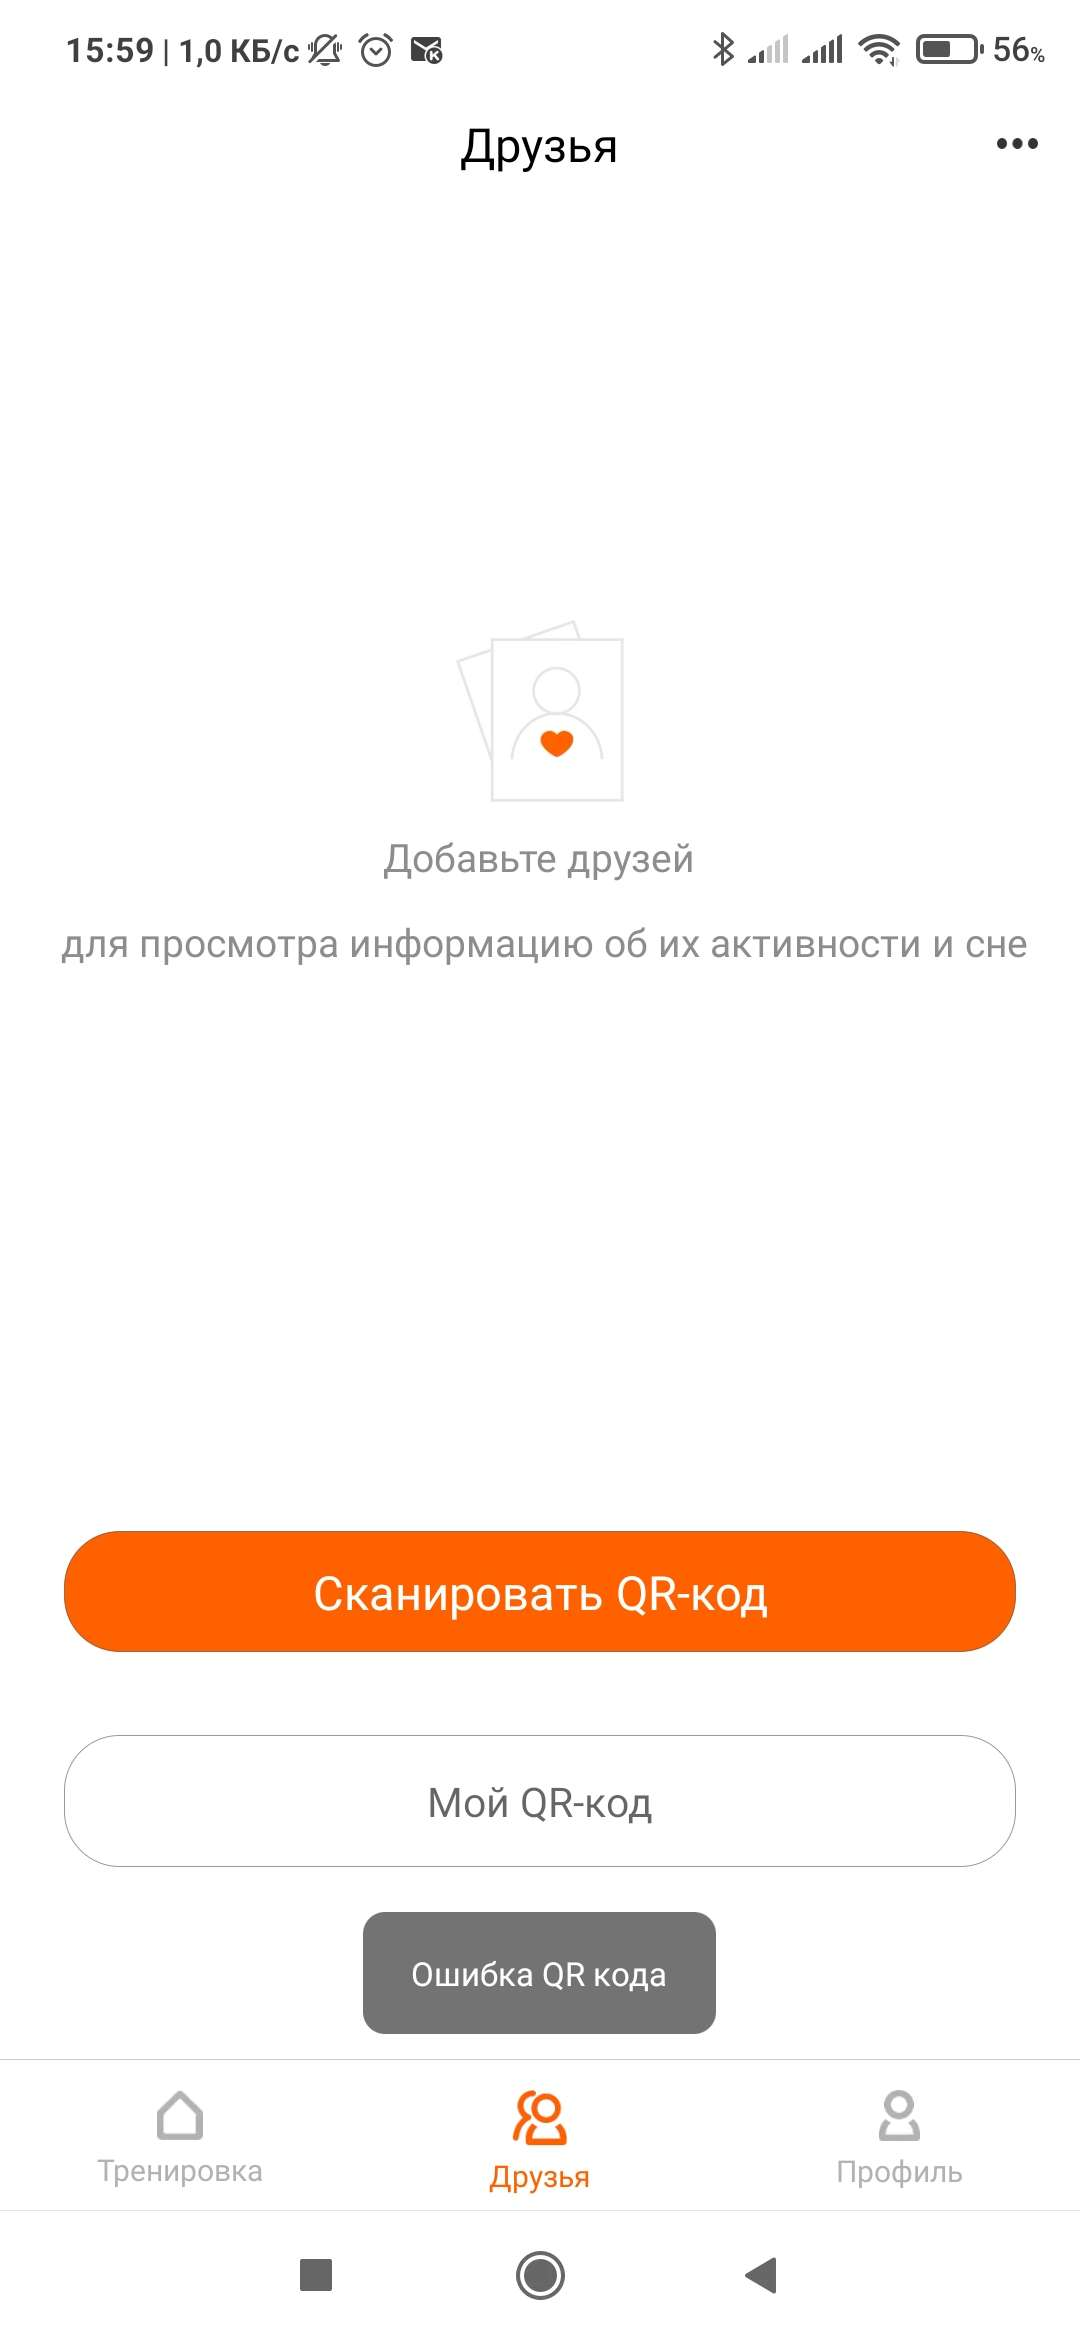 15:59 | 1,0 КБ/с
56%
Друзья
Добавьте друзей
для просмотра информацию об их активности и сне
Сканировать QR-код
Мой QR-код
Ошибка QR кода
Тренировка
Друзья
Профиль